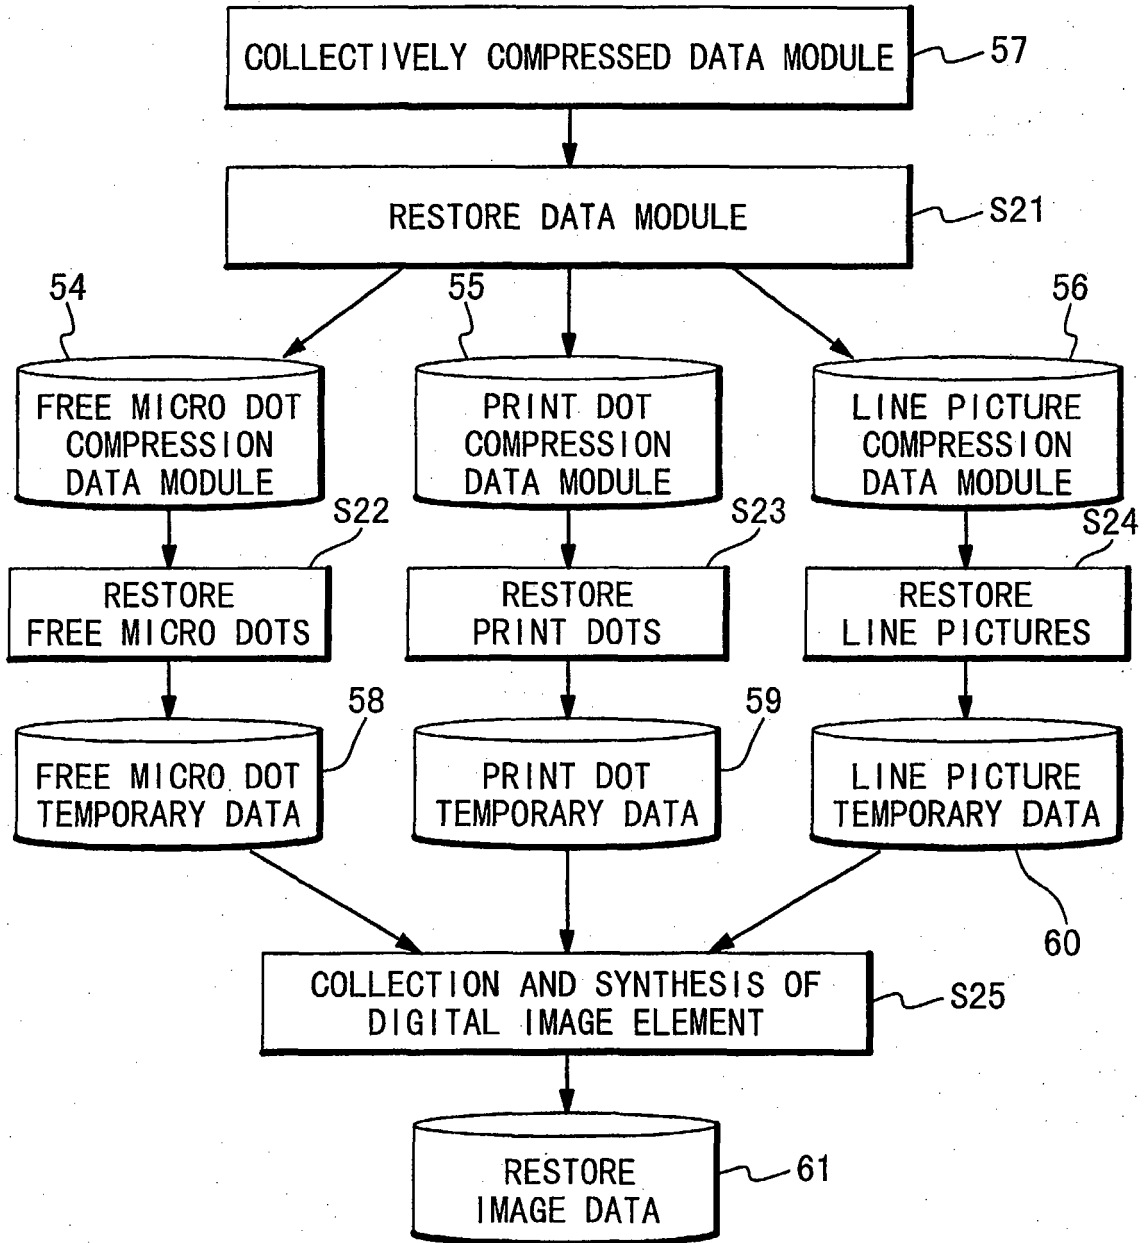 COLLECTIVELY COMPRESSED DATA MODULE
57
RESTORE DATA MODULE
S21
54
55
56
FREE MICRO DOT
COMPRESSION
DATA MODULE
PRINT DOT
COMPRESSION
DATA MODULE
LINE PICTURE
COMPRESSION
DATA MODULE
S22
S23
S24
RESTORE
FREE MICRO DOTS
RESTORE
PRINT DOTS
RESTORE
LINE PICTURES
58
59
FREE MICRO DOT
TEMPORARY DATA
PRINT DOT
TEMPORARY DATA
LINE PICTURE
TEMPORARY DATA
60
COLLECTION AND SYNTHESIS OF
DIGITAL IMAGE ELEMENT
S25
RESTORE
IMAGE DATA
61